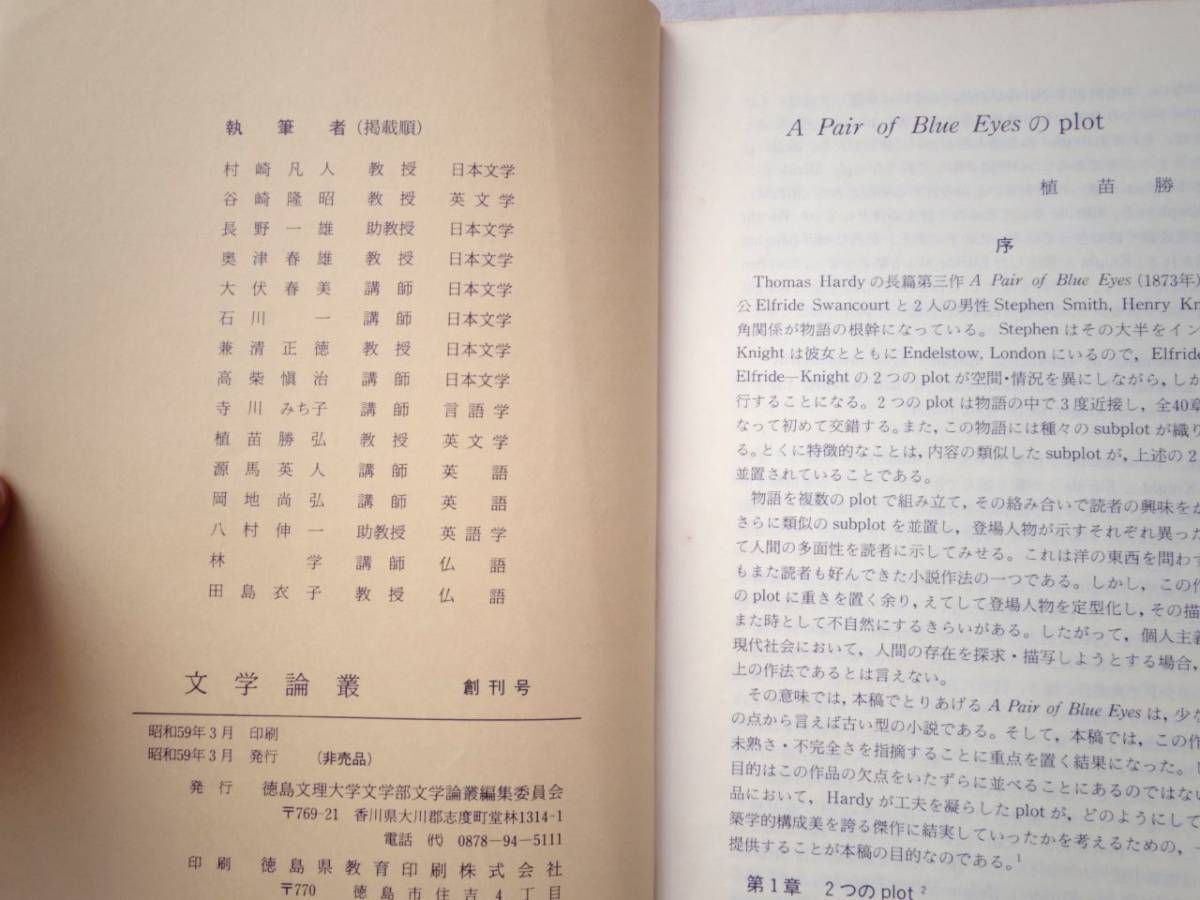 執筆者(掲載順)
村崎凡人 教授 日本文学
谷崎隆昭 教授 英文学
長野一雄 助教授 日本文学
奥津春雄 教授 日本文学
大伏春美 講師 日本文学
石川一 講師 日本文学
兼清正徳 教授 日本文学
高柴慎治 講師 日本文学
寺川みち子 講師 言語学
植苗勝弘 教授 英文学
源馬英人 講師 英語
岡地尚弘 講師 英語
八村伸一 助教授 英語学
林学 講師 仏語
田島衣子 教授 仏語
文学論叢 創刊号
昭和59年3月 印刷
昭和59年3月 発行 (非売品)
発行 徳島文理大学文学部文学論叢編集委員会
〒769-21 香川県大川郡志度町堂林1314-1
電話 代 0878-94-5111
印刷 徳島県教育印刷株式会社
〒770 徳島市住吉4丁目
A Pair of Blue Eyesの plot
植苗勝
序
Thomas Hardyの長篇第三作 A Pair of Blue Eyes (1873年)
公Elfride Swancourtと2人の男性 Stephen Smith, Henry Kn
角関係が物語の根幹になっている。Stephen はその大半をイン
Knight は彼女とともに Endelstow, London にいるので, Elfride
Elfride—Knight の2つの plot が空間・情況を異にしながら,しか
行することになる。2つの plot は物語の中で3度近接し,全40章
なって初めて交錯する。また,この物語には種々の subplot が織り
る。とくに特徴的なことは,内容の類似した subplot が,上述の2
並置されていることである。
物語を複数の plot で組み立て,その絡み合いで読者の興味をか
さらに類似の subplot を並置し,登場人物が示すそれぞれ異った
て人間の多面性を読者に示してみせる。これは洋の東西を問わず
もまた読者も好んできた小説作法の一つである。しかし,この作
の plot に重きを置く余り,えてして登場人物を定型化し,その描
また時として不自然にするきらいがある。したがって,個人主義
現代社会において,人間の存在を探求・描写しようとする場合,
上の作法であるとは言えない。
その意味では,本稿でとりあげる A Pair of Blue Eyes は,少な
の点から言えば古い型の小説である。そして,本稿では,この作
未熟さ・不完全さを指摘することに重点を置く結果になった。し
目的はこの作品の欠点をいたずらに並べることにあるのではない
品において,Hardy が工夫を凝らした plot が,どのようにして
築学的構成美を誇る傑作に結実していったかを考えるための,一
提供することが本稿の目的なのである。1
第1章 2つの plot 2